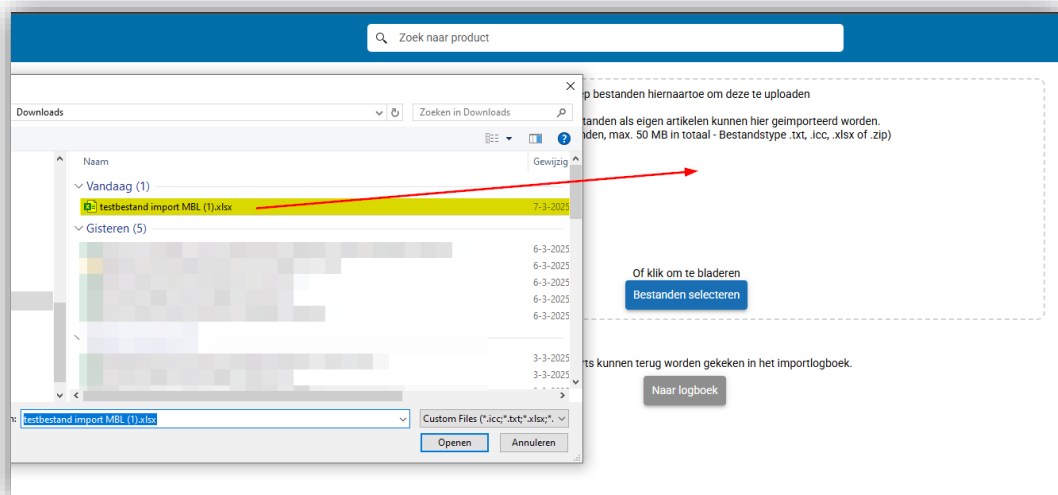 Zoek naar product
Downloads
Zoeken in Downloads
Naam
Gewijzig
Vandaag (1)
testbestand import MBL (1).xlsx
7-3-2025
Gisteren (5)
6-3-2025
6-3-2025
6-3-2025
6-3-2025
6-3-2025
3-3-2025
3-3-2025
testbestand import MBL (1).xlsx
Custom Files (*.icc;*.txt;*.xlsx;*.
Openen
Annuleren
ep bestanden hiernaartoe om deze te uploaden
tanden als eigen artikelen kunnen hier geimporteerd worden.
nden, max. 50 MB in totaal - Bestandstype .txt, .icc, .xlsx of .zip)
Of klik om te bladeren
Bestanden selecteren
ts kunnen terug worden gekeken in het importlogboek.
Naar logboek